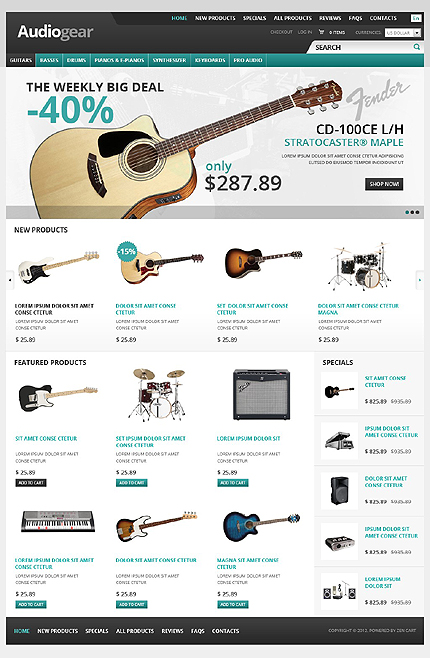 HOME NEW PRODUCTS SPECIALS ALL PRODUCTS REVIEWS FAQS CONTACTS En
Audiogear
CHECKOUT LOG IN 0 ITEMS CURRENCIES: US DOLLAR
SEARCH
GUITARS BASSES DRUMS PIANOS & E-PIANOS SYNTHESIZER KEYBOARDS PRO AUDIO
THE WEEKLY BIG DEAL
-40%
Fender
CD-100CE L/H
STRATOCASTER® MAPLE
LOREM IPSUM DOLOR SIT AMET CONSE CTETUR ADIPISICING
ELITSED DO EIUSMOD TEMPOR INCIDIDUNT UT
only
$287.89
SHOP NOW!
NEW PRODUCTS
-15%
LOREM IPSUM DOLOR SIT AMET
CONSE CTETUR
LOREM IPSUM DOLOR SIT AMET
CONSE CTETUR
$ 25.89
DOLOR SIT AMET CONSE
CTETUR
LOREM IPSUM DOLOR SIT AMET
CONSE CTETUR
$ 25.89
SET. DOLOR SIT AMET CONSE
CTETUR
LOREM IPSUM DOLOR SIT AMET
CONSE CTETUR
$ 25.89
DOLOR SIT AMET CONSE CTETUR
MAGNA
LOREM IPSUM DOLOR SIT AMET
CONSE CTETUR
$ 25.89
FEATURED PRODUCTS
SIT AMET CONSE CTETUR
LOREM IPSUM DOLOR SIT AMET
CONSE CTETUR
$ 25.89
ADD TO CART
SET IPSUM DOLOR SIT AMET
CONSE CTETUR
LOREM IPSUM DOLOR SIT AMET
CONSE CTETUR
$ 25.89
ADD TO CART
LOREM IPSUM DOLOR SIT
LOREM IPSUM DOLOR SIT AMET
CONSE CTETUR
$ 25.89
ADD TO CART
LOREM IPSUM DOLOR SIT AMET
CONSE CTETUR
LOREM IPSUM DOLOR SIT AMET
CONSE CTETUR
$ 25.89
ADD TO CART
DOLOR SIT AMET CONSE CTETUR
LOREM IPSUM DOLOR SIT AMET
CONSE CTETUR
$ 25.89
ADD TO CART
MAGNA SIT AMET CONSE
CTETUR
LOREM IPSUM DOLOR SIT AMET
CONSE CTETUR
$ 25.89
ADD TO CART
SPECIALS
SIT AMET CONSE
CTETUR
$ 825.89 $935.89
IPSUM DOLOR SIT
AMET CONSE CTETUR
$ 825.89 $935.89
DOLOR SIT AMET
CONSE CTETUR
$ 825.89 $935.89
IPSUM DOLOR SIT
AMET CONSE CTETUR
$ 825.89 $935.89
LOREM IPSUM
DOLOR SIT
$ 825.89 $935.89
HOME NEW PRODUCTS SPECIALS ALL PRODUCTS REVIEWS FAQS CONTACTS
COPYRIGHT © 2012. POWERED BY ZEN CART